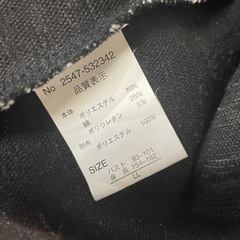 No 2547-532342
品質表示
本体 ポリエステル 70%
綿 25%
ポリウレタン 5%
別布 ポリエステル 100%
SIZE バスト 93-101
身長 154-162
LL